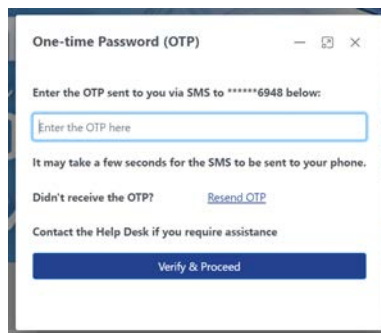 One-time Password (OTP)
Enter the OTP sent to you via SMS to ******6948 below:
Enter the OTP here
It may take a few seconds for the SMS to be sent to your phone.
Didn't receive the OTP? Resend OTP
Contact the Help Desk if you require assistance
Verify & Proceed